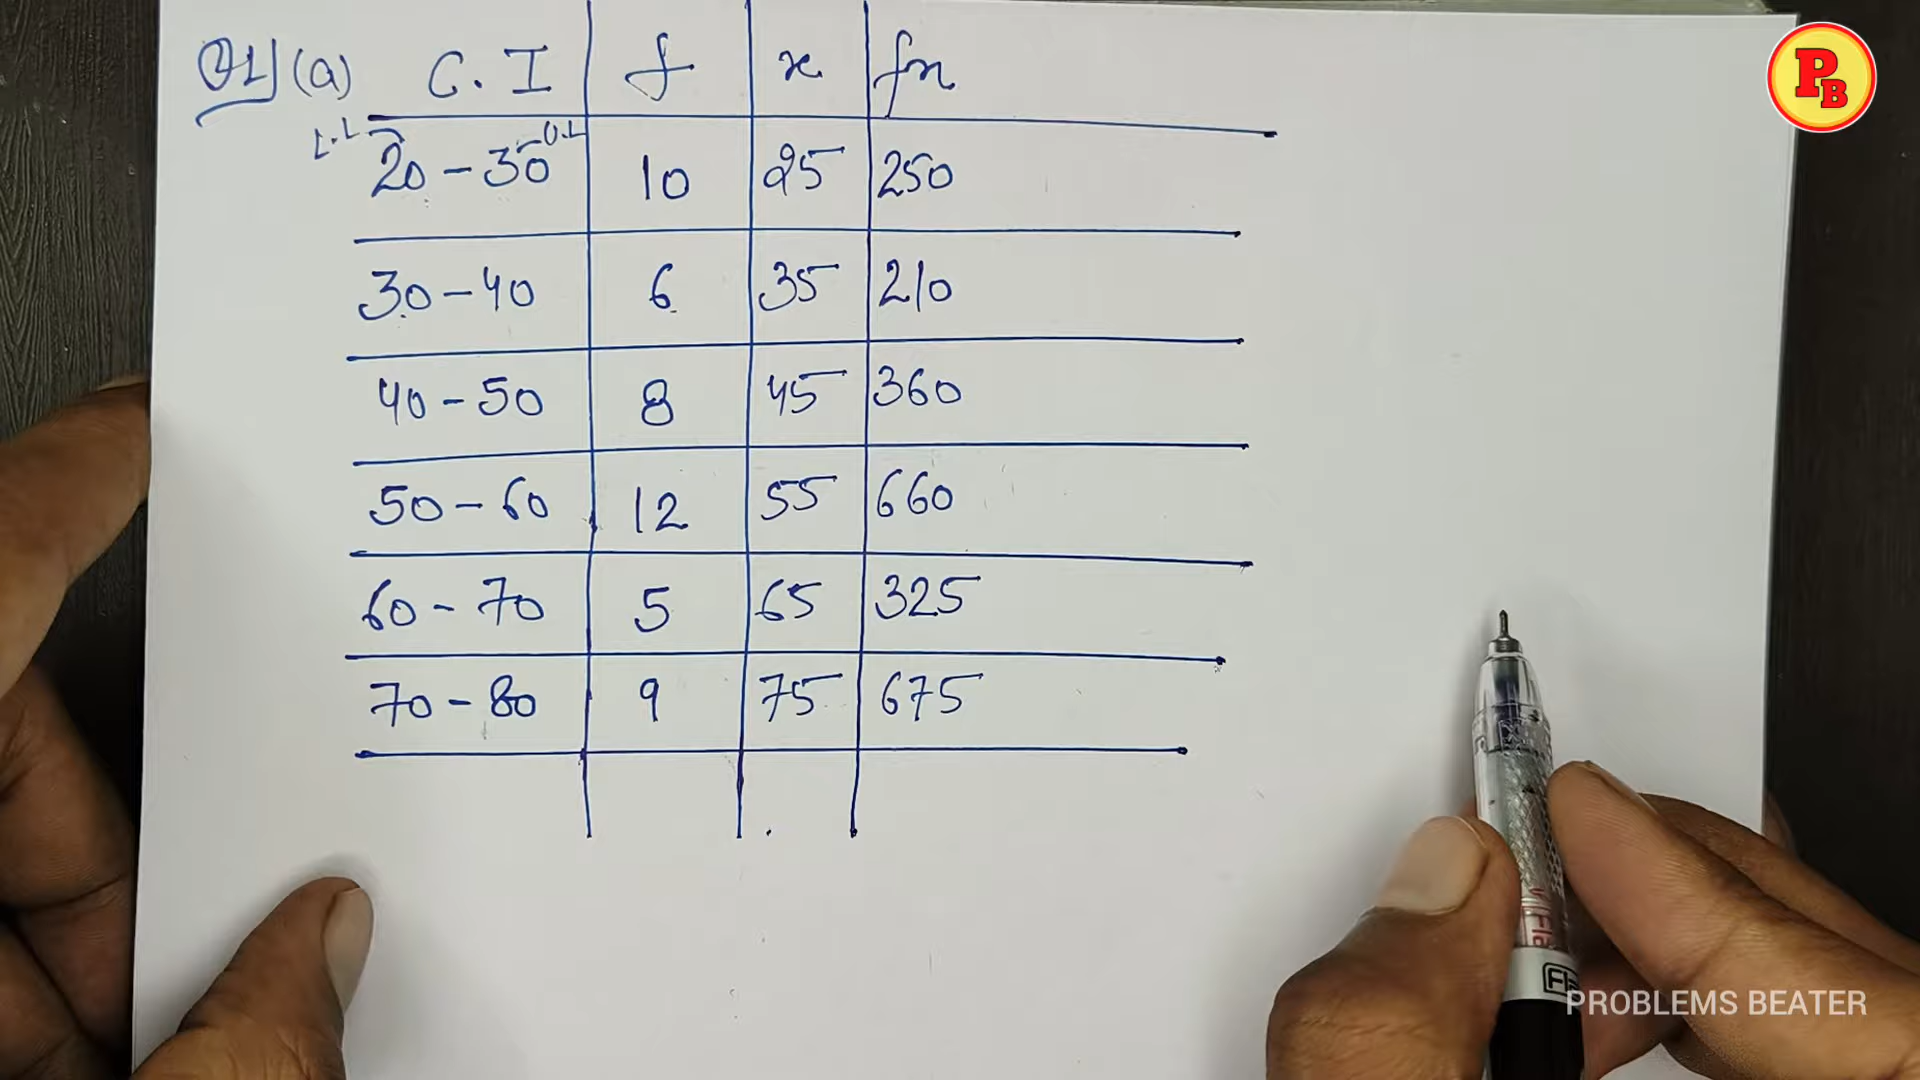 Q1 (a) C.I f x fx
L.L U.L
20 - 30 10 25 250
30 - 40 6 35 210
40 - 50 8 45 360
50 - 60 12 55 660
60 - 70 5 65 325
70 - 80 9 75 675
PB
PROBLEMS BEATER